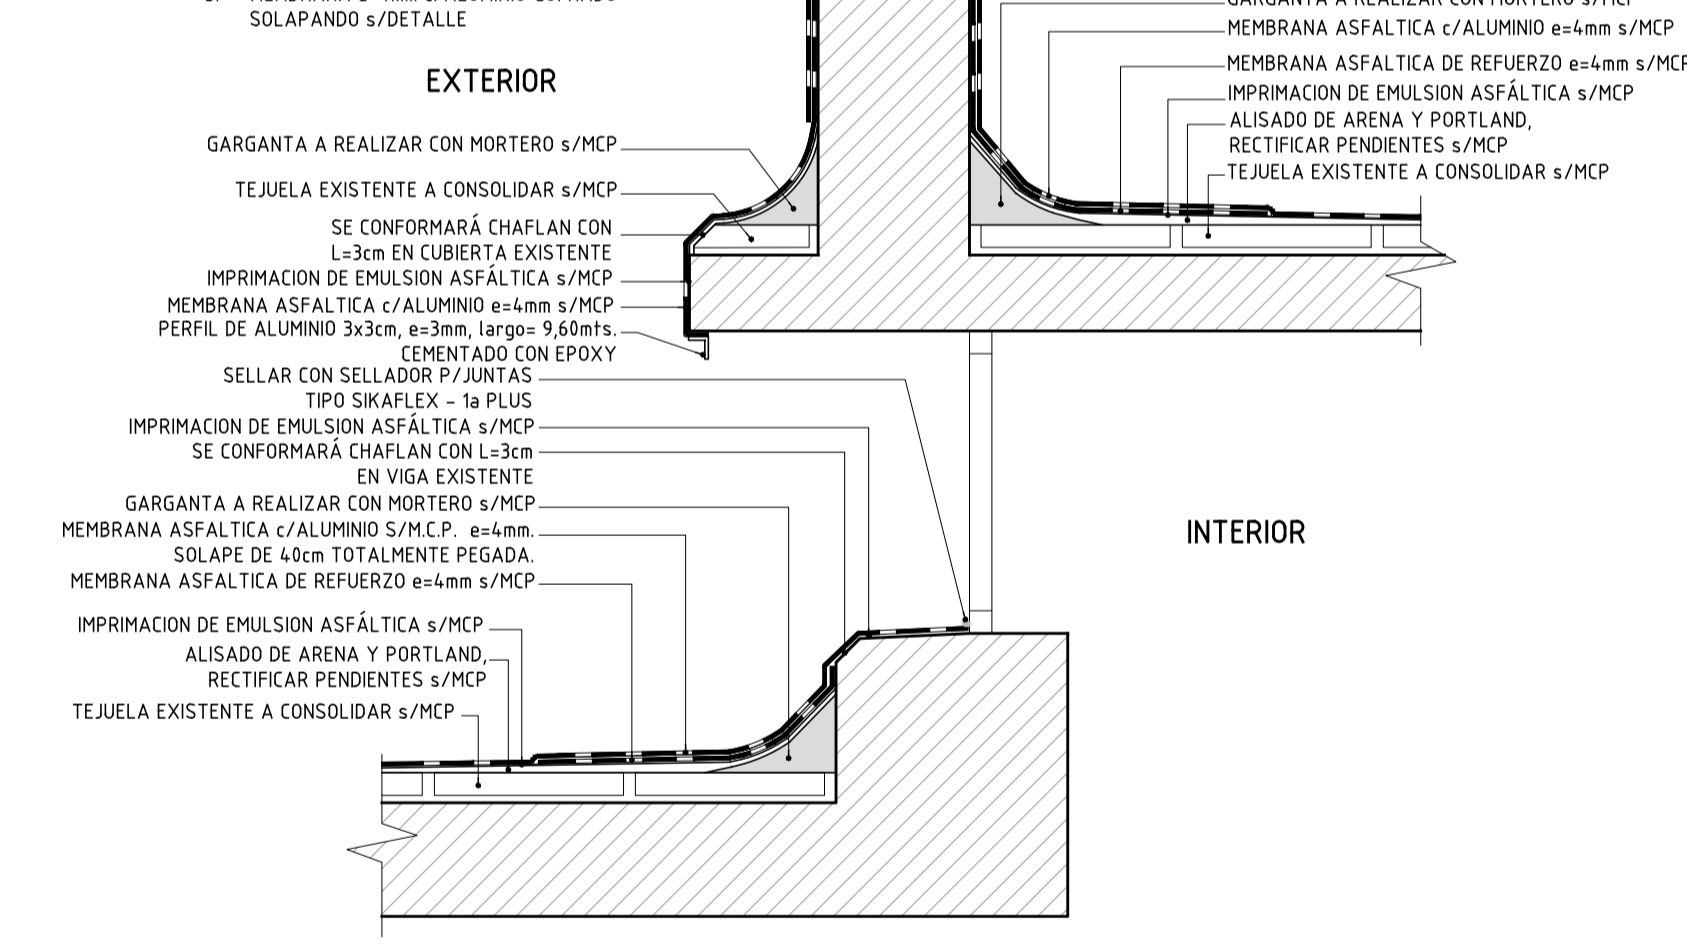 SOLAPANDO s/DETALLE
EXTERIOR
GARGANTA A REALIZAR CON MORTERO s/MCP
TEJUELA EXISTENTE A CONSOLIDAR s/MCP
SE CONFORMARÁ CHAFLAN CON
L=3cm EN CUBIERTA EXISTENTE
IMPRIMACION DE EMULSION ASFÁLTICA s/MCP
MEMBRANA ASFALTICA c/ALUMINIO e=4mm s/MCP
PERFIL DE ALUMINIO 3x3cm, e=3mm, largo= 9,60mts.
CEMENTADO CON EPOXY
SELLAR CON SELLADOR P/JUNTAS
TIPO SIKAFLEX - 1a PLUS
IMPRIMACION DE EMULSION ASFÁLTICA s/MCP
SE CONFORMARÁ CHAFLAN CON L=3cm
EN VIGA EXISTENTE
GARGANTA A REALIZAR CON MORTERO s/MCP
MEMBRANA ASFALTICA c/ALUMINIO S/M.C.P. e=4mm.
SOLAPE DE 40cm TOTALMENTE PEGADA.
MEMBRANA ASFALTICA DE REFUERZO e=4mm s/MCP
IMPRIMACION DE EMULSION ASFÁLTICA s/MCP
ALISADO DE ARENA Y PORTLAND,
RECTIFICAR PENDIENTES s/MCP
TEJUELA EXISTENTE A CONSOLIDAR s/MCP
GARGANTA A REALIZAR CON MORTERO s/MCP
MEMBRANA ASFALTICA c/ALUMINIO e=4mm s/MCP
MEMBRANA ASFALTICA DE REFUERZO e=4mm s/MCP
IMPRIMACION DE EMULSION ASFÁLTICA s/MCP
ALISADO DE ARENA Y PORTLAND,
RECTIFICAR PENDIENTES s/MCP
TEJUELA EXISTENTE A CONSOLIDAR s/MCP
INTERIOR